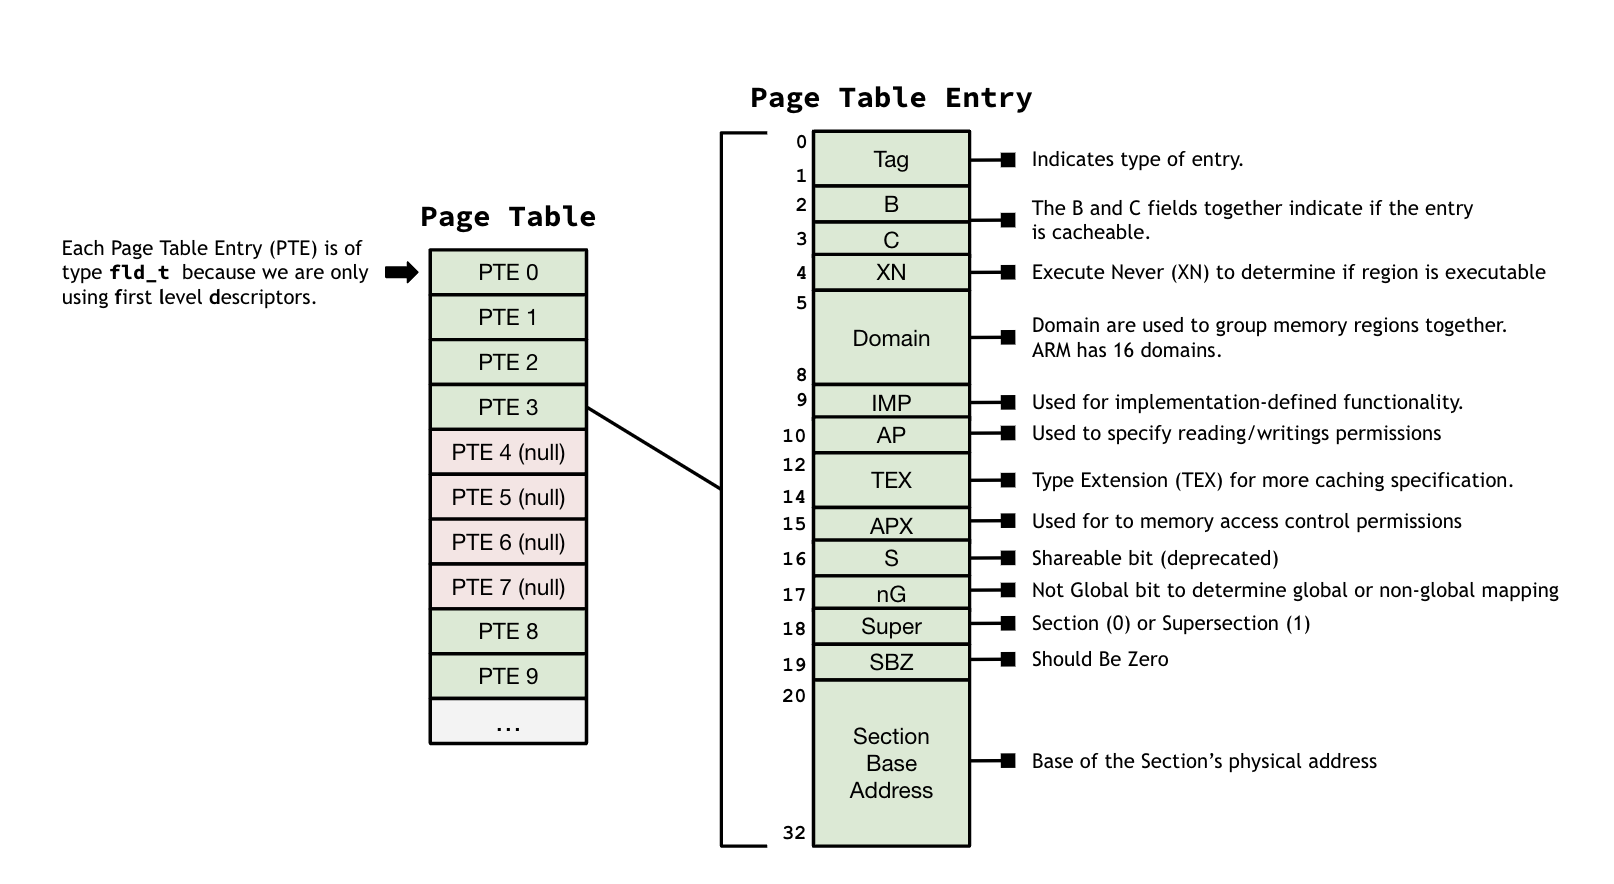 Page Table Entry
Page Table
Each Page Table Entry (PTE) is of
type fld_t because we are only
using first level descriptors.
PTE 0
PTE 1
PTE 2
PTE 3
PTE 4 (null)
PTE 5 (null)
PTE 6 (null)
PTE 7 (null)
PTE 8
PTE 9
...
0
1
Tag
Indicates type of entry.
2
B
3
C
The B and C fields together indicate if the entry
is cacheable.
4
XN
Execute Never (XN) to determine if region is executable
5
8
Domain
Domain are used to group memory regions together.
ARM has 16 domains.
9
IMP
Used for implementation-defined functionality.
10
AP
Used to specify reading/writings permissions
12
14
TEX
Type Extension (TEX) for more caching specification.
15
APX
Used for to memory access control permissions
16
S
Shareable bit (deprecated)
17
nG
Not Global bit to determine global or non-global mapping
18
Super
Section (0) or Supersection (1)
19
SBZ
Should Be Zero
20
32
Section
Base
Address
Base of the Section's physical address